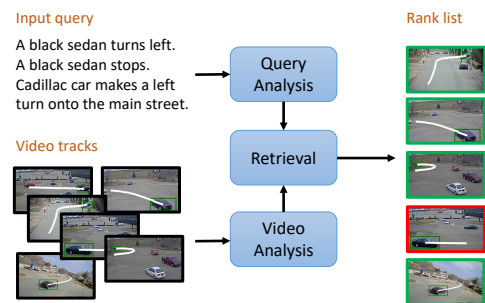 Input query
A black sedan turns left.
A black sedan stops.
Cadillac car makes a left
turn onto the main street.
Video tracks
Query
Analysis
Retrieval
Video
Analysis
Rank list